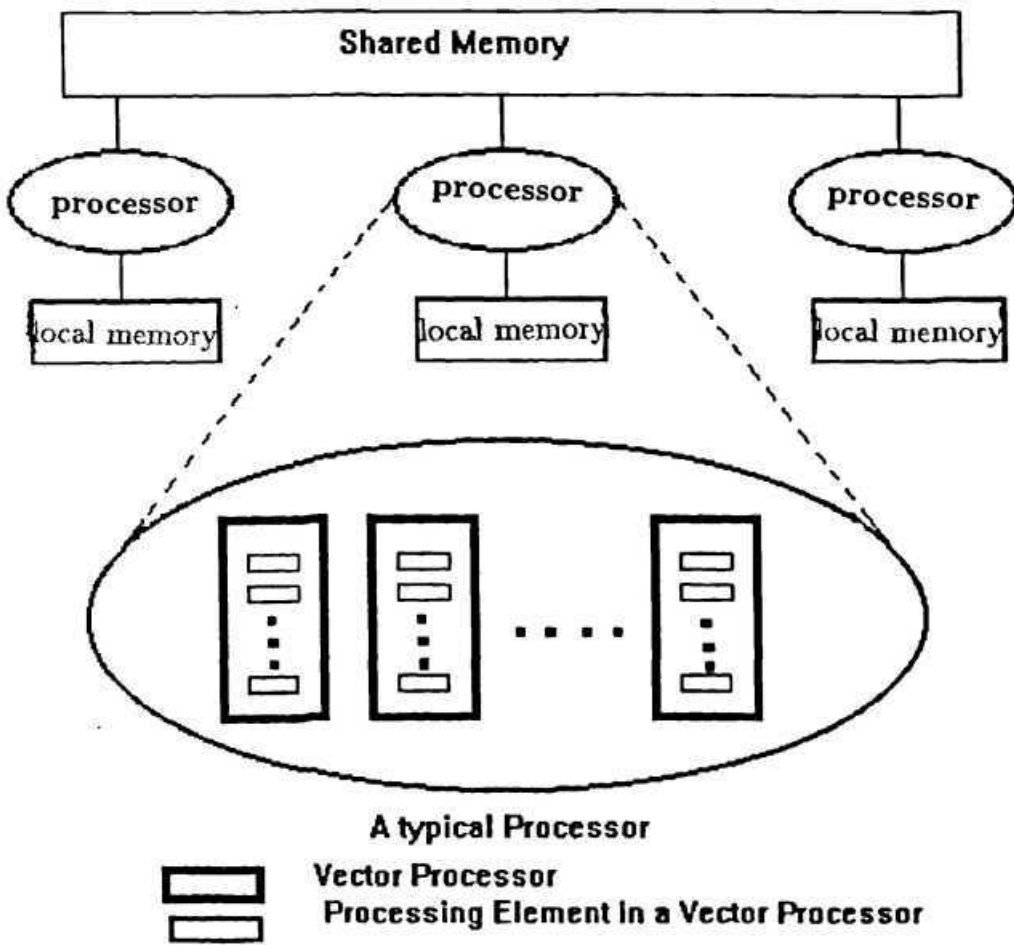 Shared Memory
processor
processor
processor
local memory
local memory
local memory
A typical Processor
Vector Processor
Processing Element in a Vector Processor